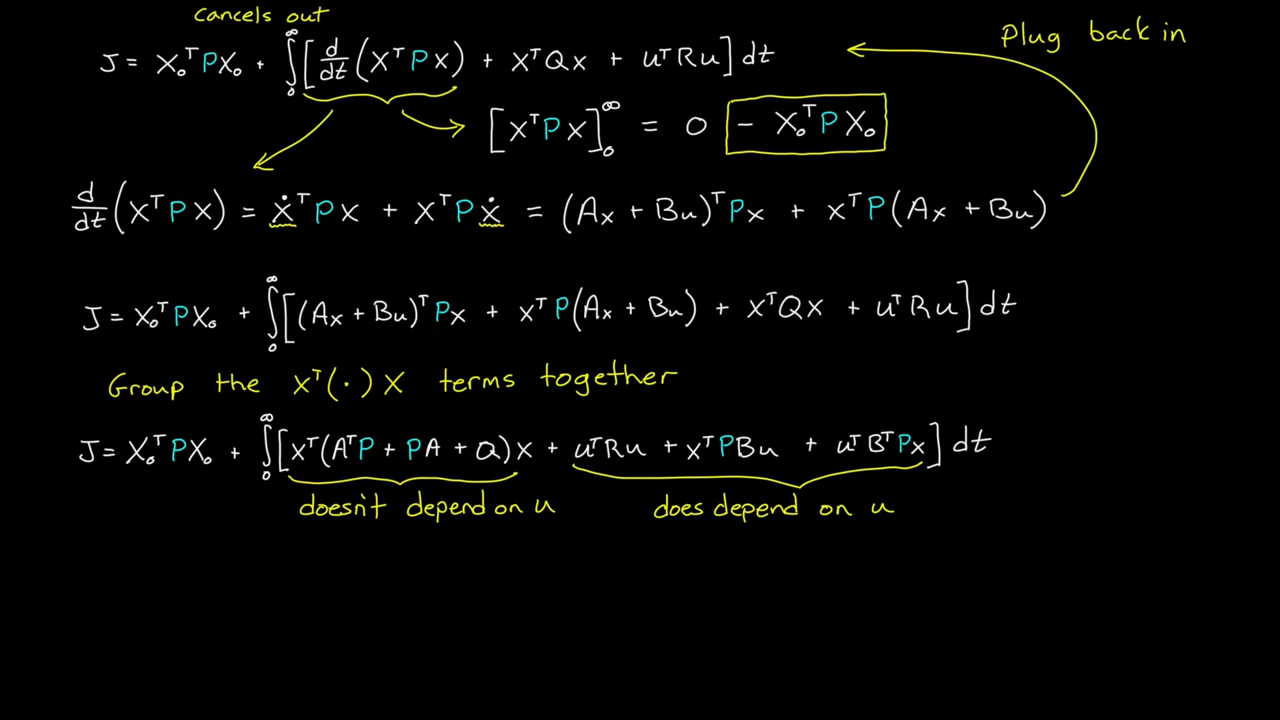 Cancels out
Plug back in
J = X₀ᵀPX₀ + ∫₀^∞ [d/dt (XᵀPX) + XᵀQX + uᵀRu] dt
[XᵀPX]₀^∞ = 0 - X₀ᵀPX₀
d/dt (XᵀPX) = ẋᵀPX + XᵀPẋ = (Ax + Bu)ᵀPx + xᵀP(Ax + Bu)
J = X₀ᵀPX₀ + ∫₀^∞ [(Ax + Bu)ᵀPx + xᵀP(Ax + Bu) + XᵀQX + uᵀRu] dt
Group the Xᵀ(·)X terms together
J = X₀ᵀPX₀ + ∫₀^∞ [xᵀ(AᵀP + PA + Q)x + uᵀRu + xᵀPBu + uᵀBᵀPx] dt
doesn't depend on u
does depend on u